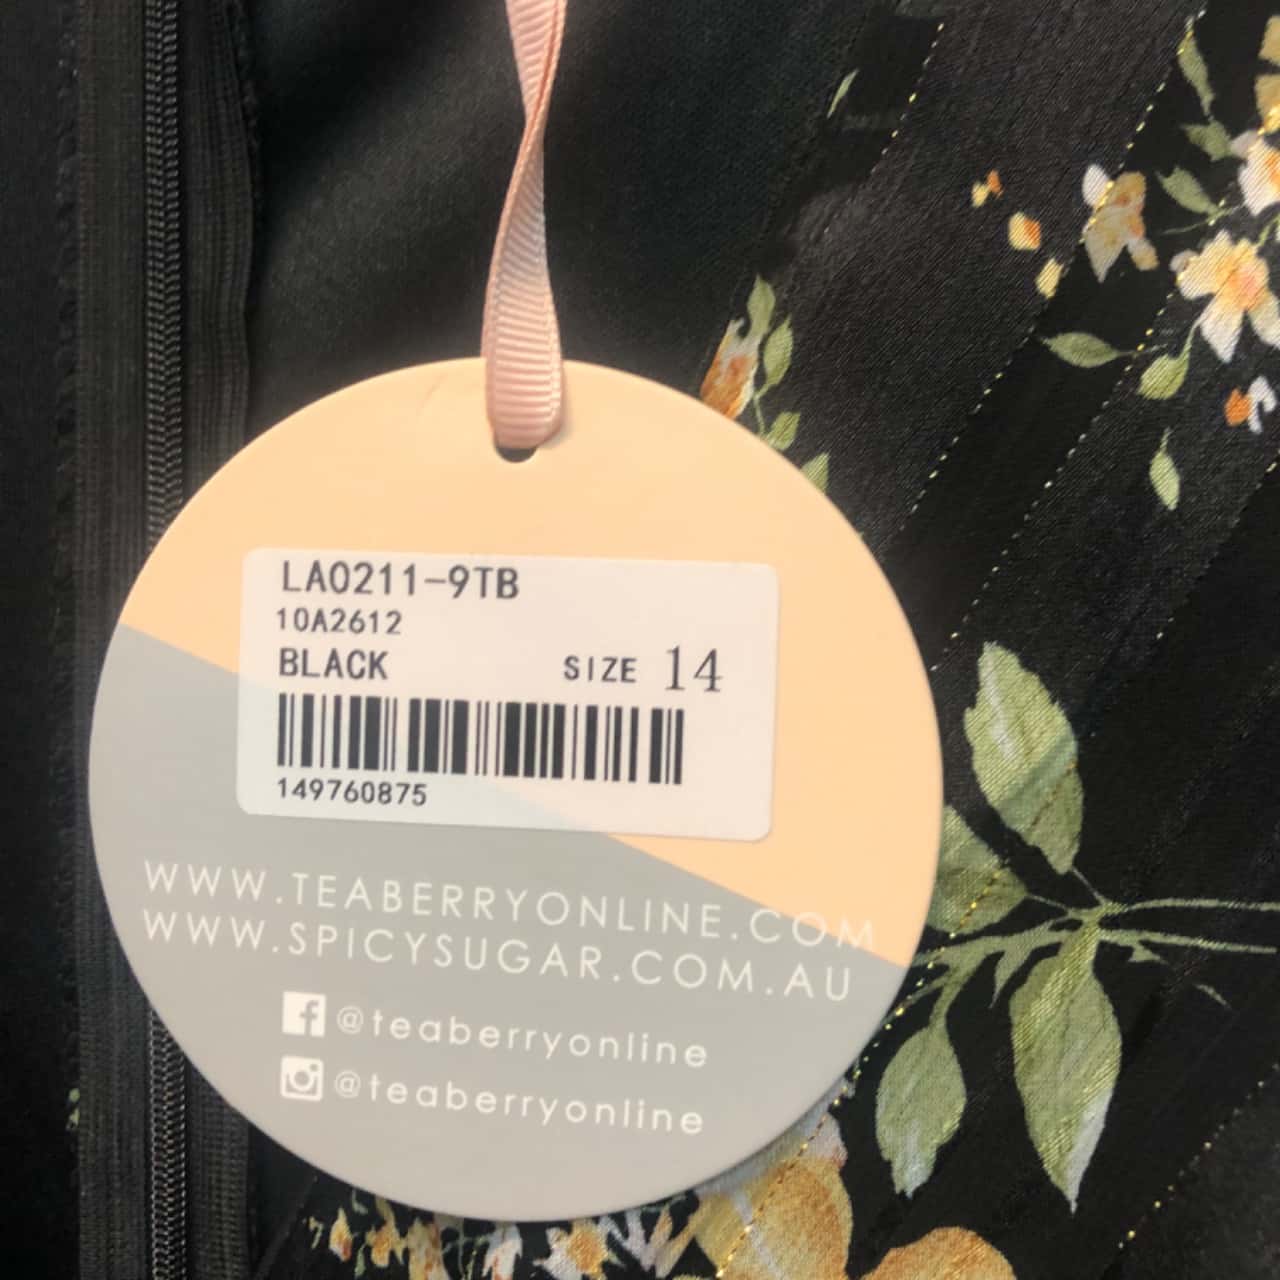 LA0211-9TB
10A2612
BLACK SIZE 14
149760875
WWW.TEABERRYONLINE.COM
WWW.SPICYSUGAR.COM.AU
@teaberryonline
@teaberryonline